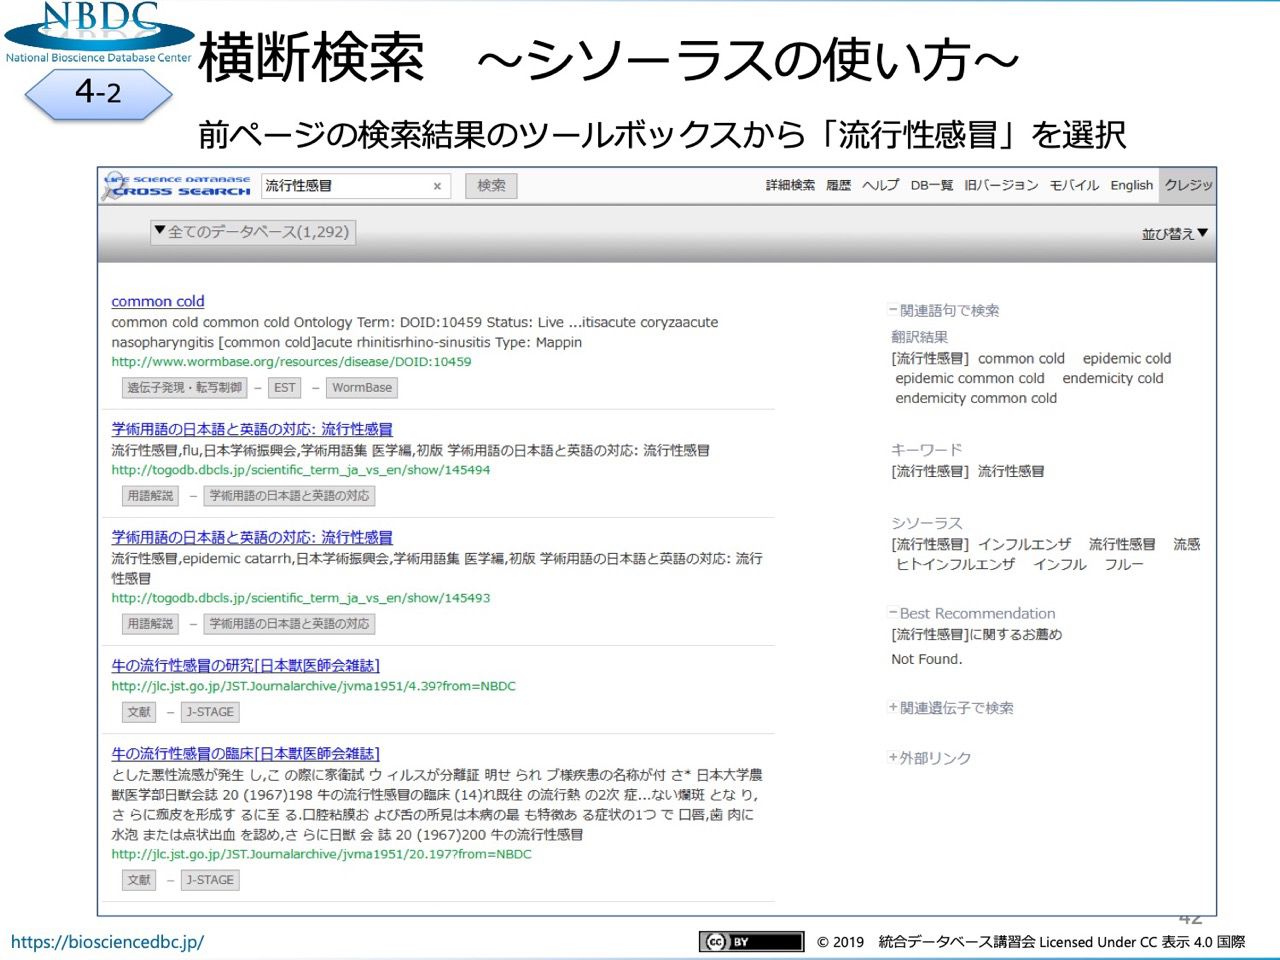 NBDC
National Bioscience Database Center
4-2
横断検索　～シソーラスの使い方～
前ページの検索結果のツールボックスから「流行性感冒」を選択
LIFE SCIENCE DATABASE
CROSS SEARCH
流行性感冒 × 検索
詳細検索 履歴 ヘルプ DB一覧 旧バージョン モバイル English クレジッ
▼全てのデータベース(1,292)
並び替え▼
common cold
common cold common cold Ontology Term: DOID:10459 Status: Live ...itisacute coryzaacute
nasopharyngitis [common cold]acute rhinitisrhino-sinusitis Type: Mappin
http://www.wormbase.org/resources/disease/DOID:10459
遺伝子発現・転写制御 – EST – WormBase
学術用語の日本語と英語の対応: 流行性感冒
流行性感冒,flu,日本学術振興会,学術用語集 医学編,初版 学術用語の日本語と英語の対応: 流行性感冒
http://togodb.dbcls.jp/scientific_term_ja_vs_en/show/145494
用語解説 – 学術用語の日本語と英語の対応
学術用語の日本語と英語の対応: 流行性感冒
流行性感冒,epidemic catarrh,日本学術振興会,学術用語集 医学編,初版 学術用語の日本語と英語の対応: 流行
性感冒
http://togodb.dbcls.jp/scientific_term_ja_vs_en/show/145493
用語解説 – 学術用語の日本語と英語の対応
牛の流行性感冒の研究[日本獣医師会雑誌]
http://jlc.jst.go.jp/JST.Journalarchive/jvma1951/4.39?from=NBDC
文献 – J-STAGE
牛の流行性感冒の臨床[日本獣医師会雑誌]
とした悪性流感が発生 し,こ の際に家衛試 ウ ィルスが分離証 明せ られ ブ様疾患の名称が付 さ* 日本大学農
獣医学部日獣会誌 20 (1967)198 牛の流行性感冒の臨床 (14)れ既往 の流行熱 の2次 症...ない爛斑 とな り,
さ らに痂皮を形成す るに至 る.口腔粘膜お よび舌の所見は本病の最 も特徴あ る症状の1つ で 口唇,歯 肉に
水泡 または点状出血 を認め,さ らに日獣 会 誌 20 (1967)200 牛の流行性感冒
http://jlc.jst.go.jp/JST.Journalarchive/jvma1951/20.197?from=NBDC
文献 – J-STAGE
−関連語句で検索
翻訳結果
[流行性感冒] common cold epidemic cold
epidemic common cold endemicity cold
endemicity common cold
キーワード
[流行性感冒] 流行性感冒
シソーラス
[流行性感冒] インフルエンザ 流行性感冒 流感
ヒトインフルエンザ インフル フルー
−Best Recommendation
[流行性感冒]に関するお薦め
Not Found.
+関連遺伝子で検索
+外部リンク
42
https://biosciencedbc.jp/
cc BY
© 2019　統合データベース講習会 Licensed Under CC 表示 4.0 国際